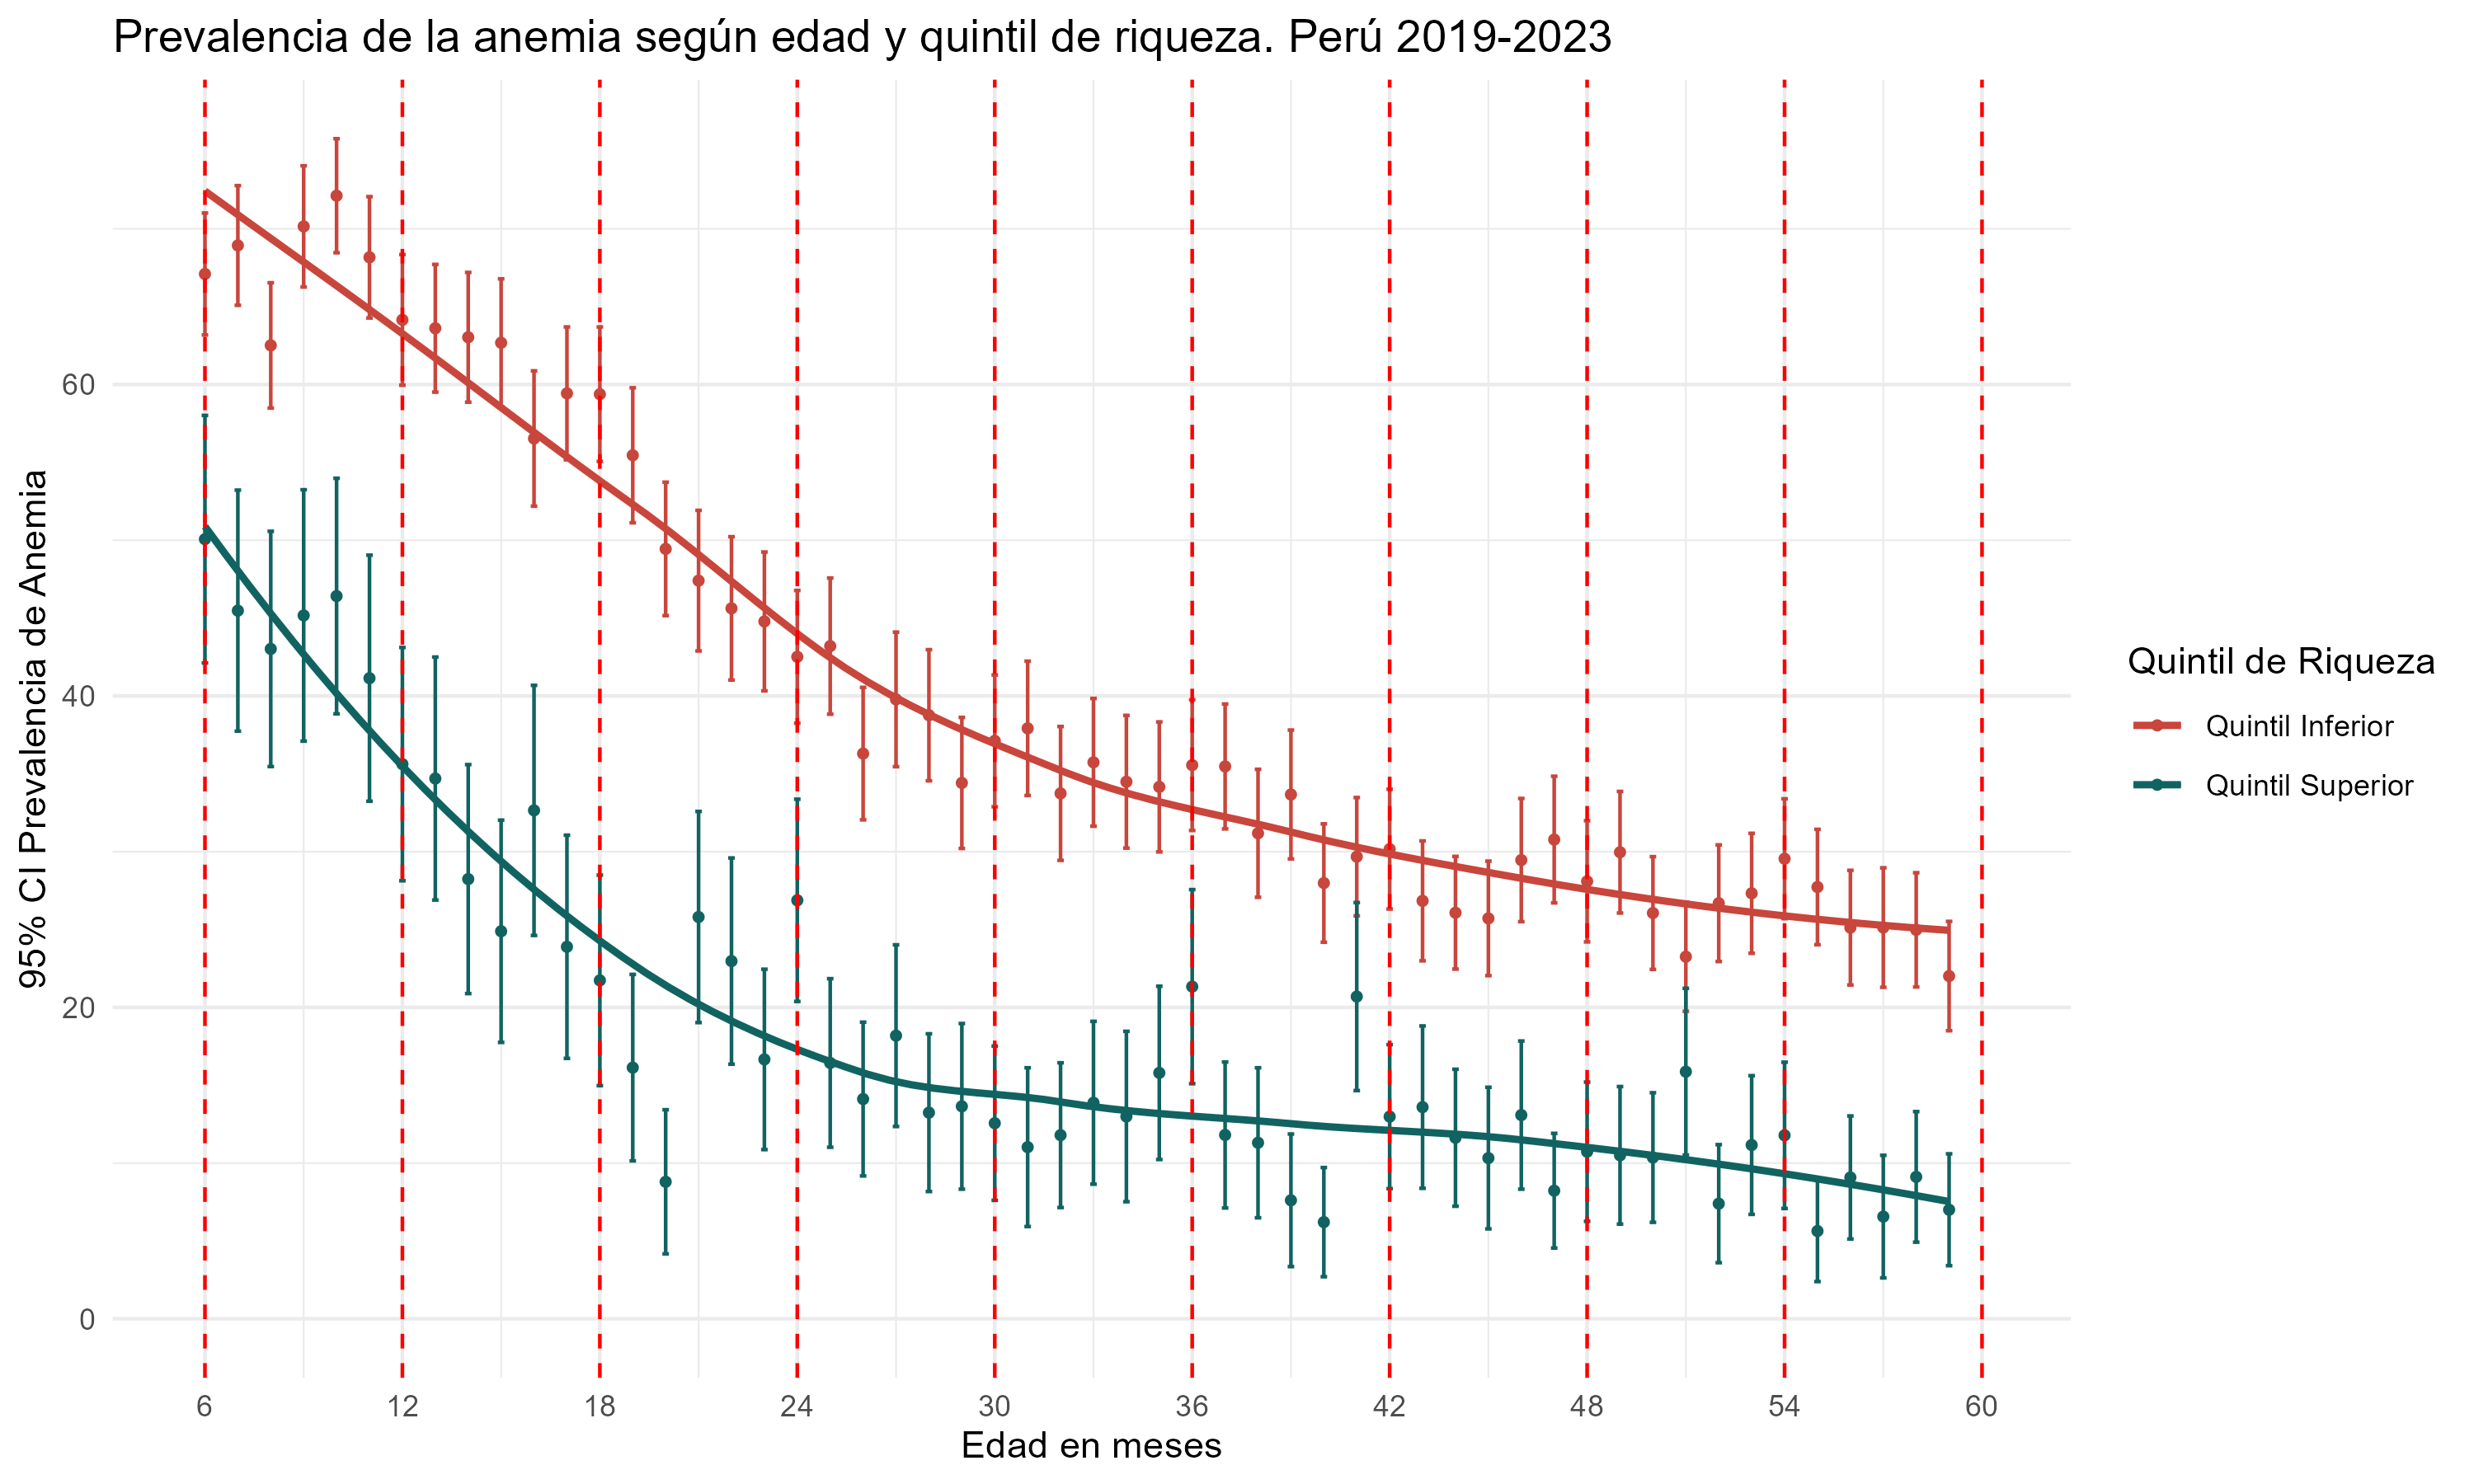 Prevalencia de la anemia según edad y quintil de riqueza. Perú 2019-2023
95% CI Prevalencia de Anemia
60
40
20
0
6 12 18 24 30 36 42 48 54 60
Edad en meses
Quintil de Riqueza
Quintil Inferior
Quintil Superior